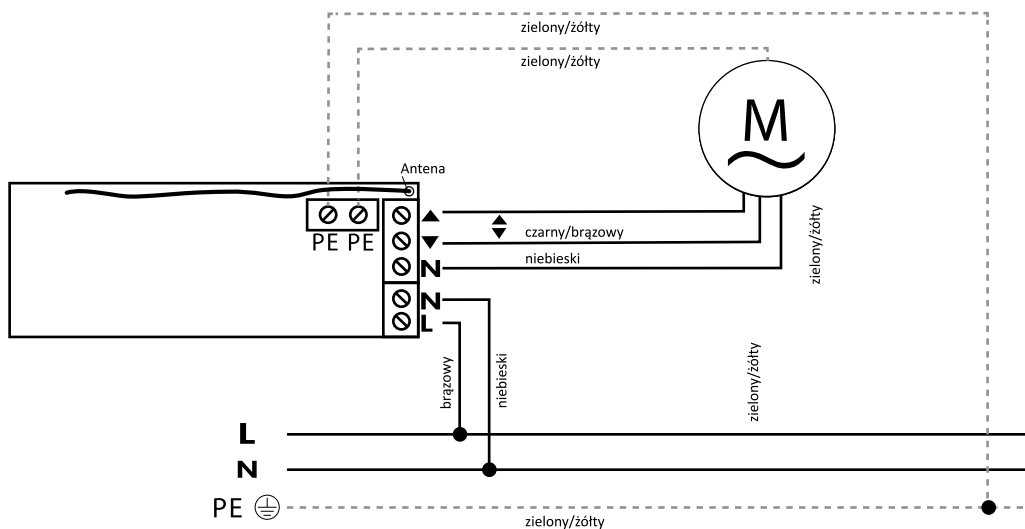 zielony/żółty
zielony/żółty
M
Antena
PE PE
▲
▼
czarny/brązowy
N
niebieski
zielony/żółty
N
L
brązowy
niebieski
zielony/żółty
L
N
PE
zielony/żółty